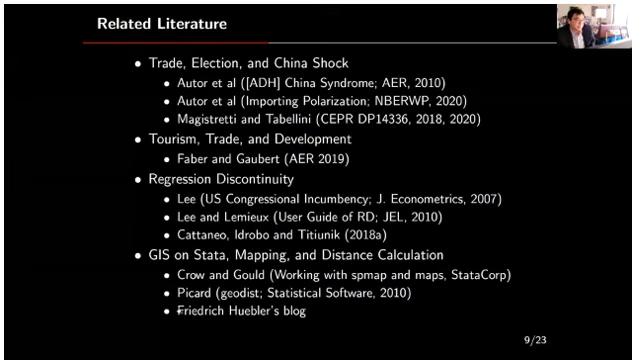 Related Literature
Trade, Election, and China Shock
Autor et al ([ADH] China Syndrome; AER, 2010)
Autor et al (Importing Polarization; NBERWP, 2020)
Magistretti and Tabellini (CEPR DP14336, 2018, 2020)
Tourism, Trade, and Development
Faber and Gaubert (AER 2019)
Regression Discontinuity
Lee (US Congressional Incumbency; J. Econometrics, 2007)
Lee and Lemieux (User Guide of RD; JEL, 2010)
Cattaneo, Idrobo and Titiunik (2018a)
GIS on Stata, Mapping, and Distance Calculation
Crow and Gould (Working with spmap and maps, StataCorp)
Picard (geodist; Statistical Software, 2010)
Friedrich Huebler's blog
9/23